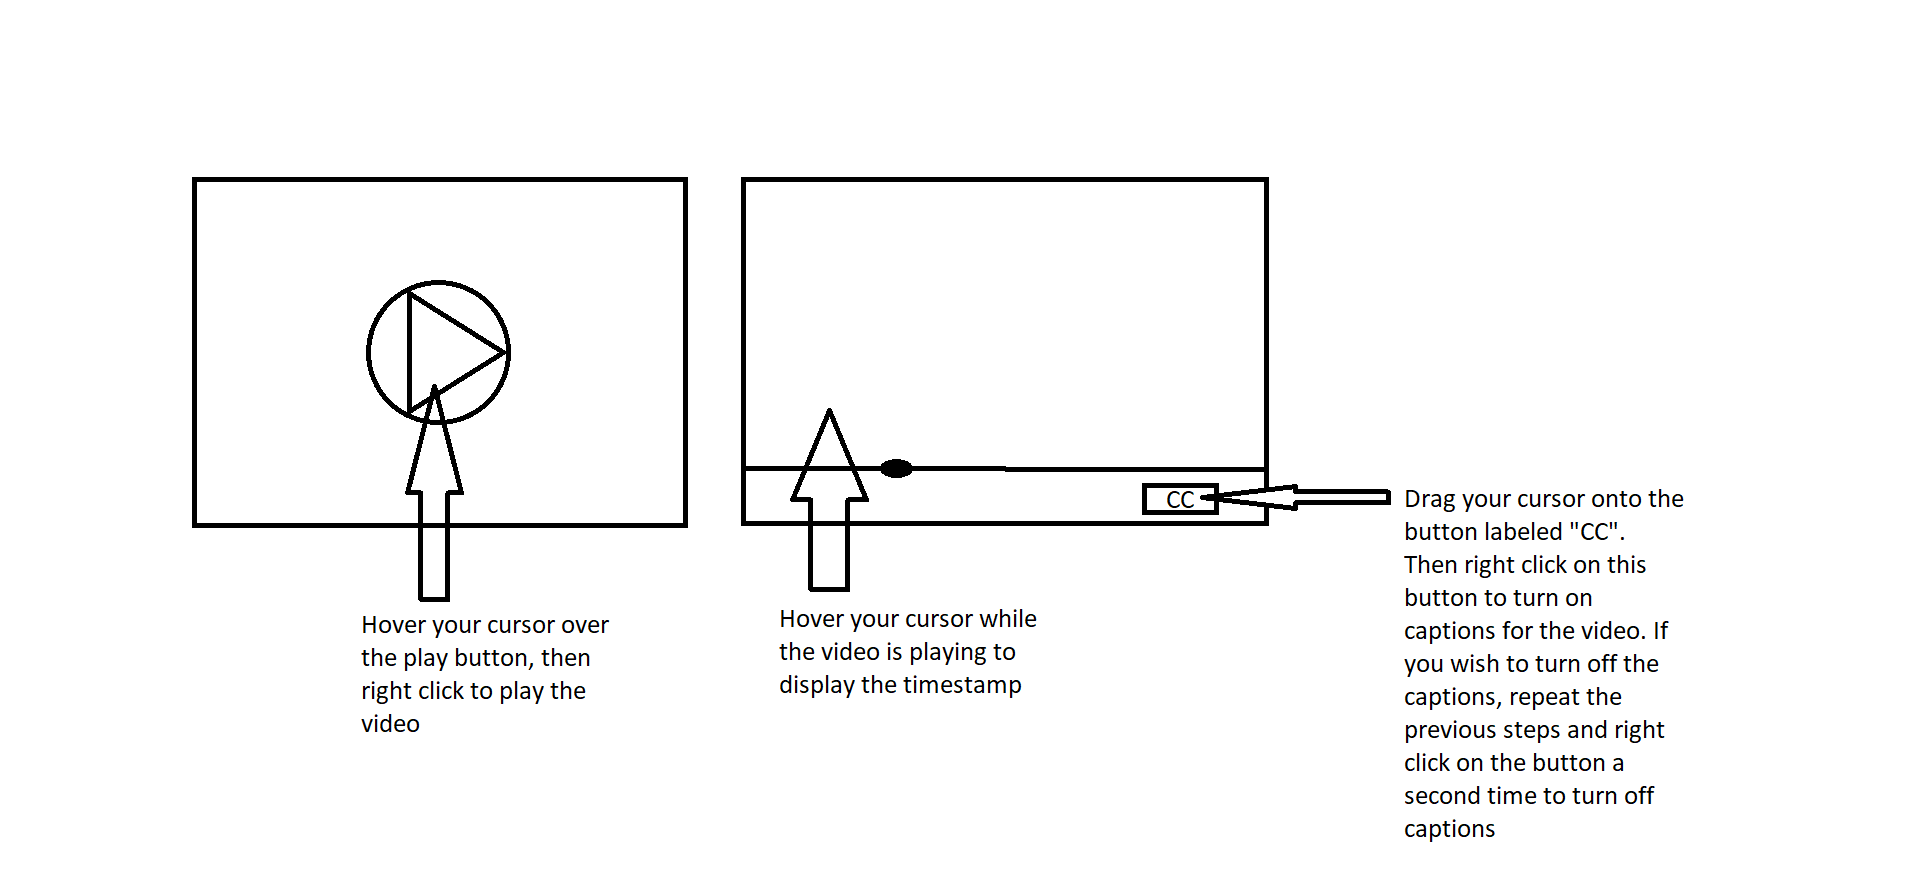 CC
Hover your cursor over
the play button, then
right click to play the
video
Hover your cursor while
the video is playing to
display the timestamp
Drag your cursor onto the
button labeled "CC".
Then right click on this
button to turn on
captions for the video. If
you wish to turn off the
captions, repeat the
previous steps and right
click on the button a
second time to turn off
captions